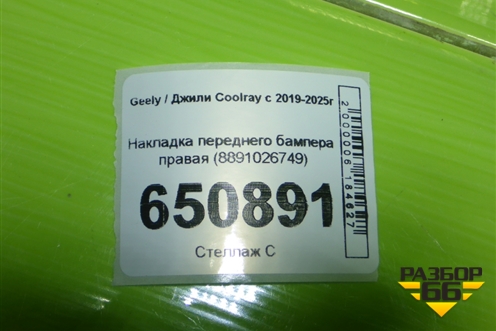 Geely / Джили Coolray с 2019-2025г
Накладка переднего бампера
правая (8891026749)
650891
Стеллаж С
2000006184627
РАЗБОР
66